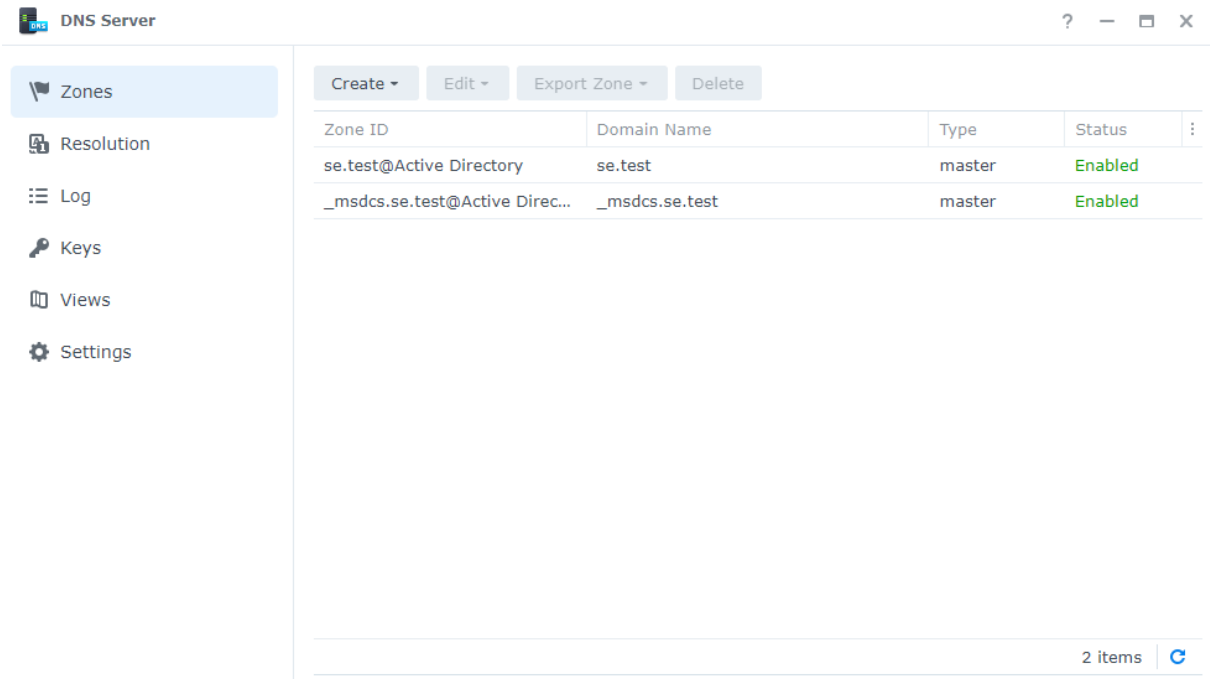 DNS Server
Zones
Resolution
Log
Keys
Views
Settings
Create Edit Export Zone Delete
Zone ID Domain Name Type Status
se.test@Active Directory se.test master Enabled
_msdcs.se.test@Active Direc... _msdcs.se.test master Enabled
2 items